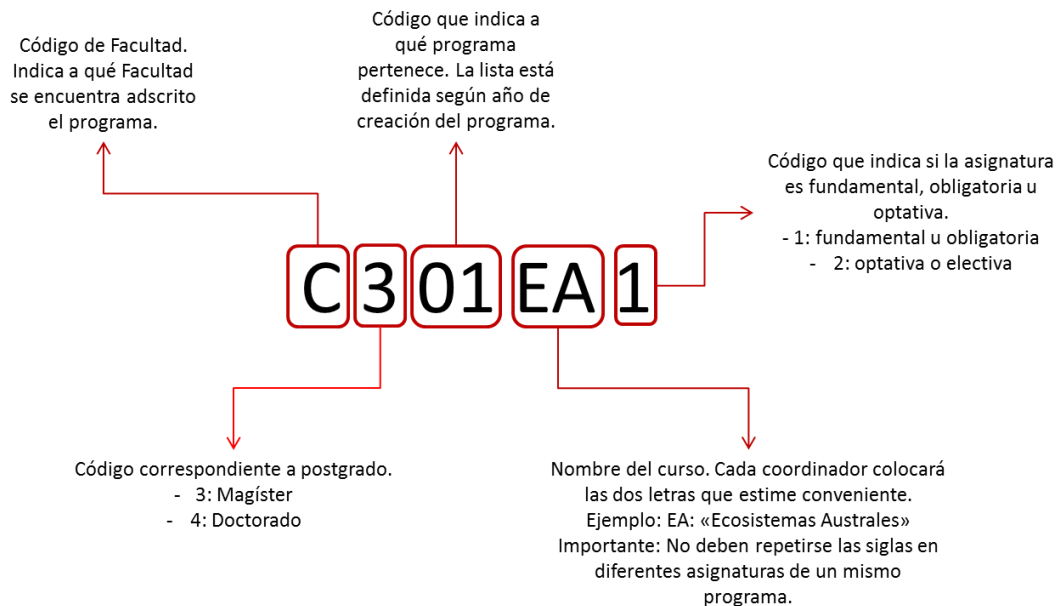 Código de Facultad.
Indica a qué Facultad
se encuentra adscrito
el programa.
Código que indica a
qué programa
pertenece. La lista está
definida según año de
creación del programa.
Código que indica si la asignatura
es fundamental, obligatoria u
optativa.
- 1: fundamental u obligatoria
- 2: optativa o electiva
C 3 01 EA 1
Código correspondiente a postgrado.
- 3: Magíster
- 4: Doctorado
Nombre del curso. Cada coordinador colocará
las dos letras que estime conveniente.
Ejemplo: EA: «Ecosistemas Australes»
Importante: No deben repetirse las siglas en
diferentes asignaturas de un mismo
programa.